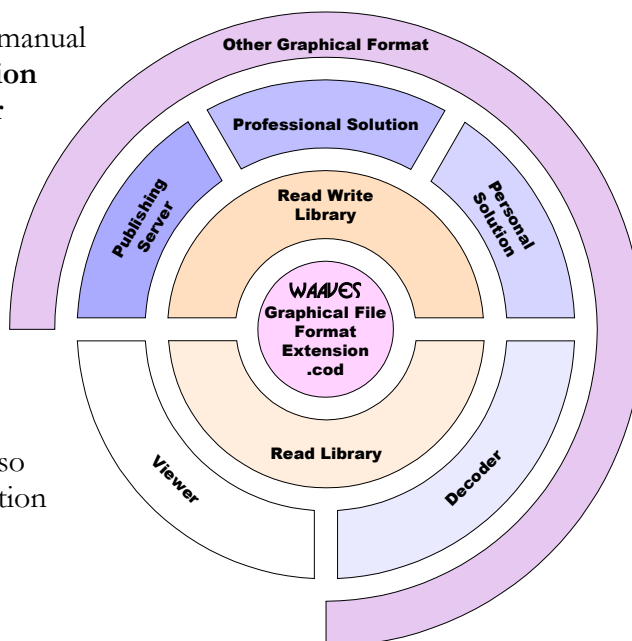 manual
ion
r
so
tion
Other Graphical Format
Professional Solution
Publishing
Server
Personal
Solution
Read Write
Library
WAAVES
Graphical File
Format
Extension
.cod
Read Library
Viewer
Decoder